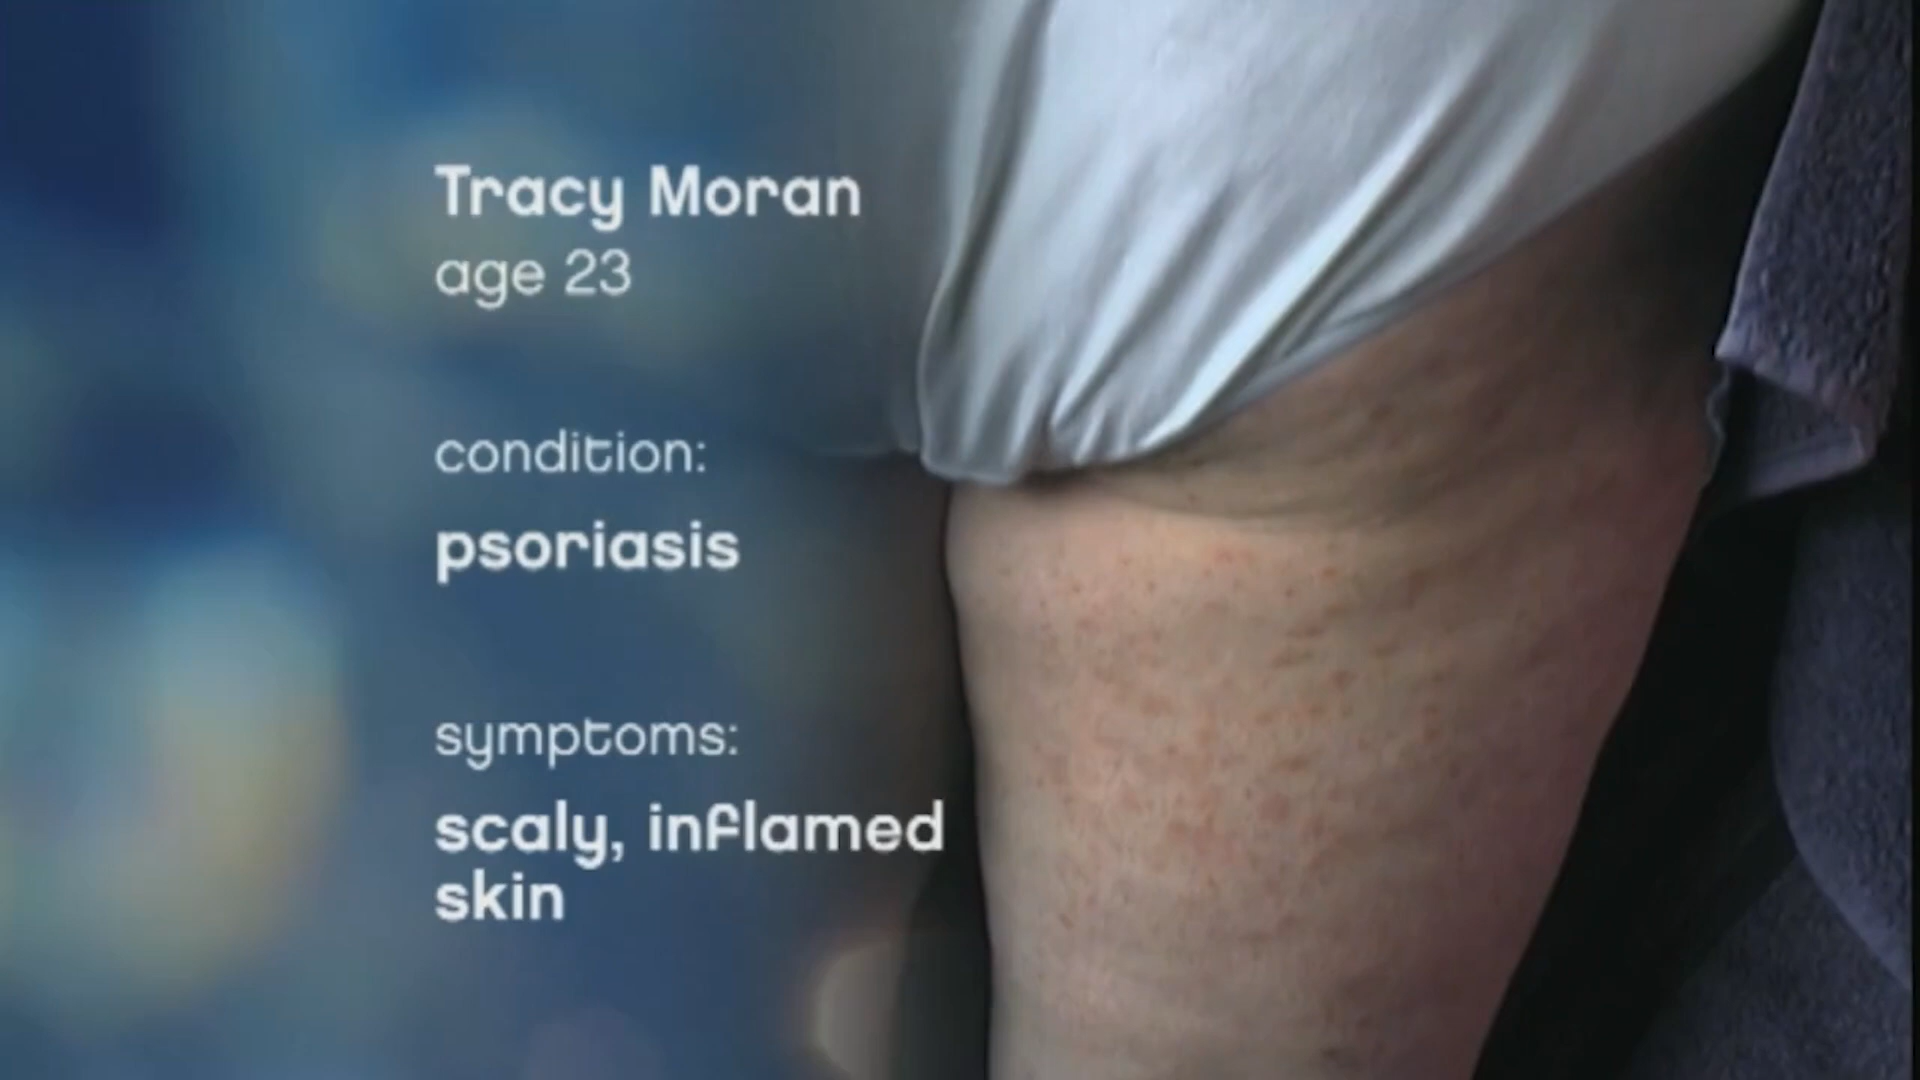 Tracy Moran
age 23
condition:
psoriasis
symptoms:
scaly, inflamed
skin